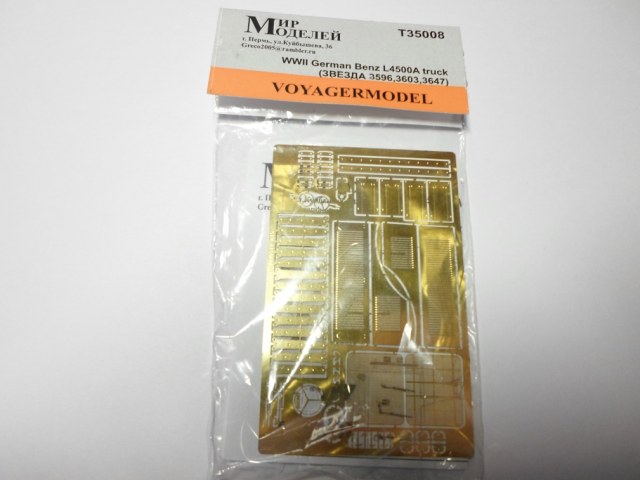 МИР
МОДЕЛЕЙ
г. Пермь, ул.Куйбышева, 36
Greco2005@rambler.ru
T35008
WWII German Benz L4500A truck
(ЗВЕЗДА 3596,3603,3647)
VOYAGERMODEL